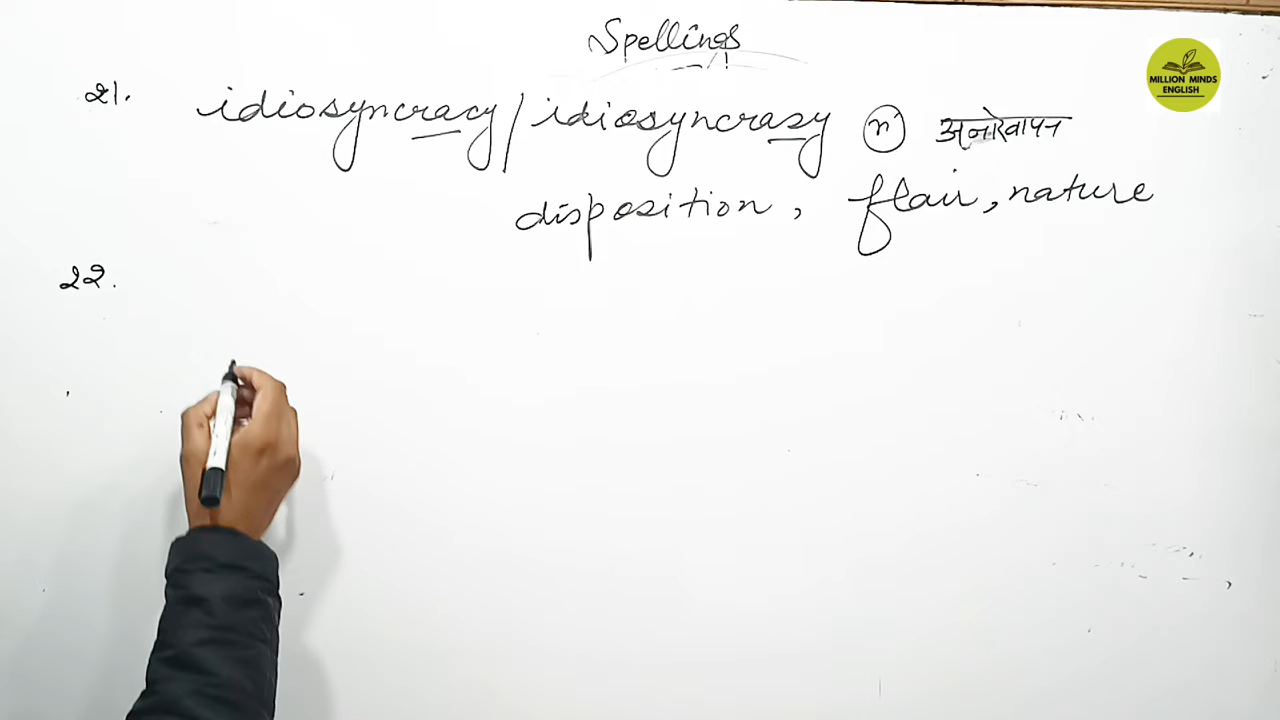 Spellings
MILLION MINDS
ENGLISH
21. idiosyncracy / idiosyncrasy (n) अनोखापन
disposition, flair, nature
22.